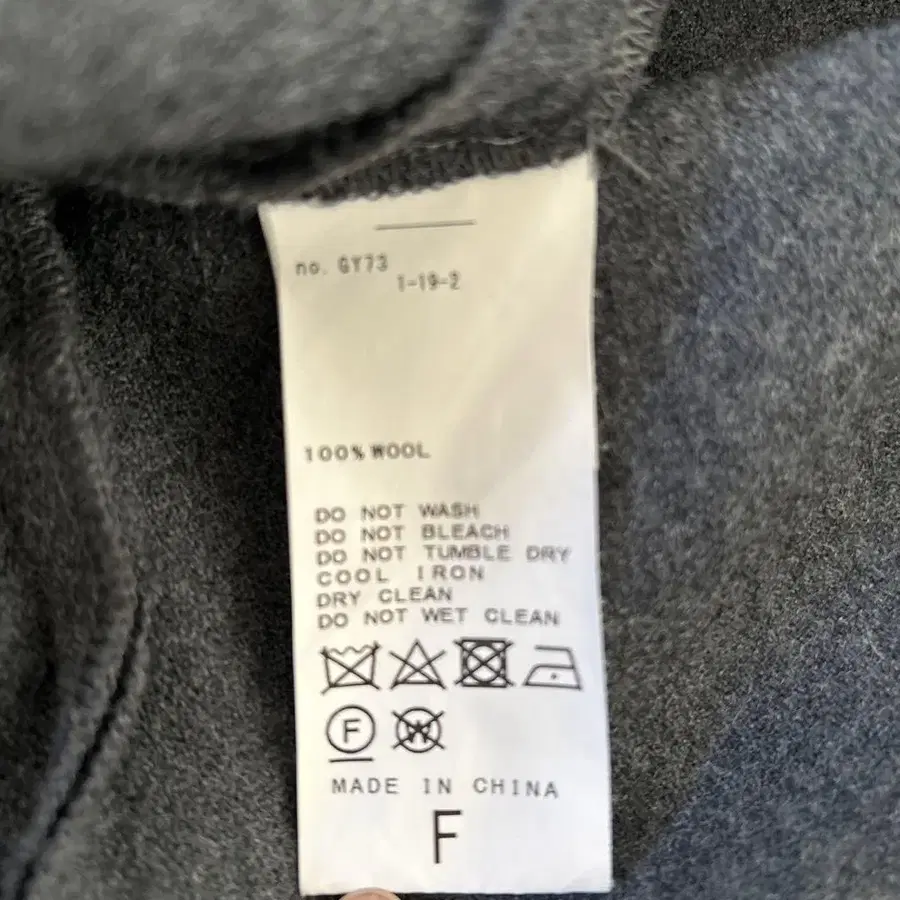 no. GY73
1-19-2
100% WOOL
DO NOT WASH
DO NOT BLEACH
DO NOT TUMBLE DRY
COOL IRON
DRY CLEAN
DO NOT WET CLEAN
F W
MADE IN CHINA
F